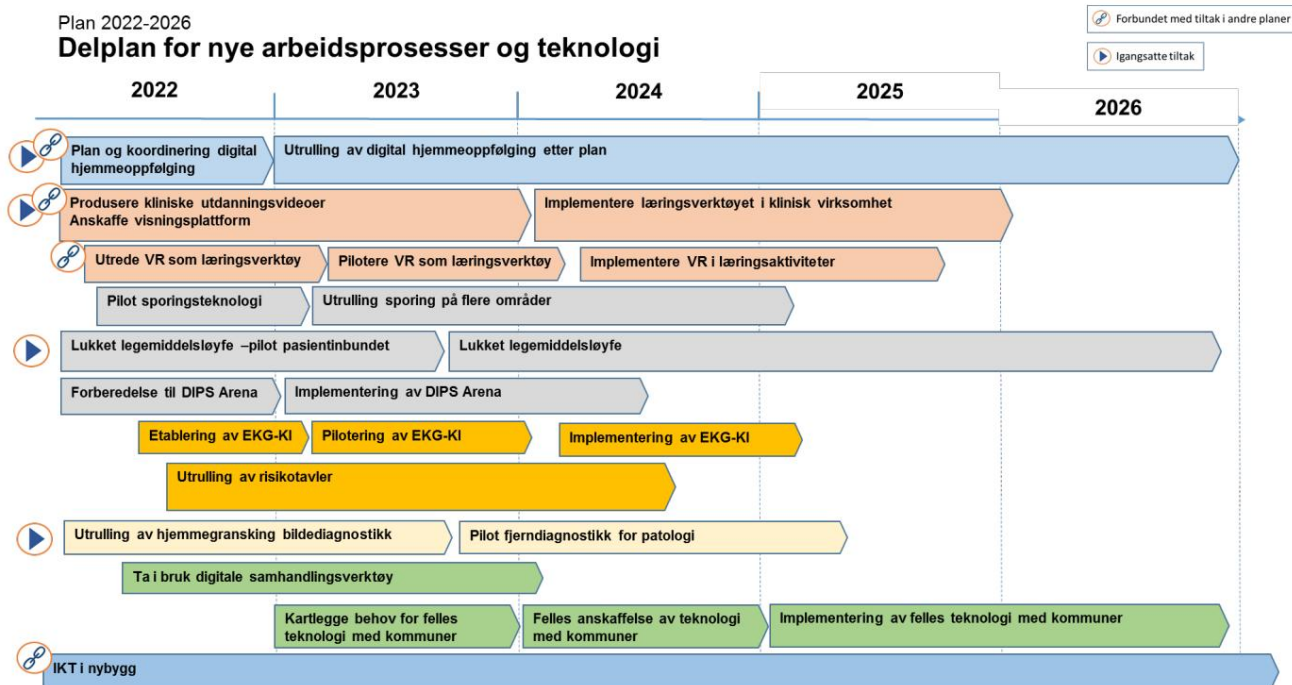 Plan 2022-2026
Delplan for nye arbeidsprosesser og teknologi
Forbundet med tiltak i andre planer
Igangsatte tiltak
2022
2023
2024
2025
2026
Plan og koordinering digital
hjemmeoppfølging
Utrulling av digital hjemmeoppfølging etter plan
Produsere kliniske utdanningsvideoer
Anskaffe visningsplattform
Implementere læringsverktøyet i klinisk virksomhet
Utrede VR som læringsverktøy
Pilotere VR som læringsverktøy
Implementere VR i læringsaktiviteter
Pilot sporingsteknologi
Utrulling sporing på flere områder
Lukket legemiddelsløyfe –pilot pasientinbundet
Lukket legemiddelsløyfe
Forberedelse til DIPS Arena
Implementering av DIPS Arena
Etablering av EKG-KI
Pilotering av EKG-KI
Implementering av EKG-KI
Utrulling av risikotavler
Utrulling av hjemmegransking bildediagnostikk
Pilot fjerndiagnostikk for patologi
Ta i bruk digitale samhandlingsverktøy
Kartlegge behov for felles
teknologi med kommuner
Felles anskaffelse av teknologi
med kommuner
Implementering av felles teknologi med kommuner
IKT i nybygg